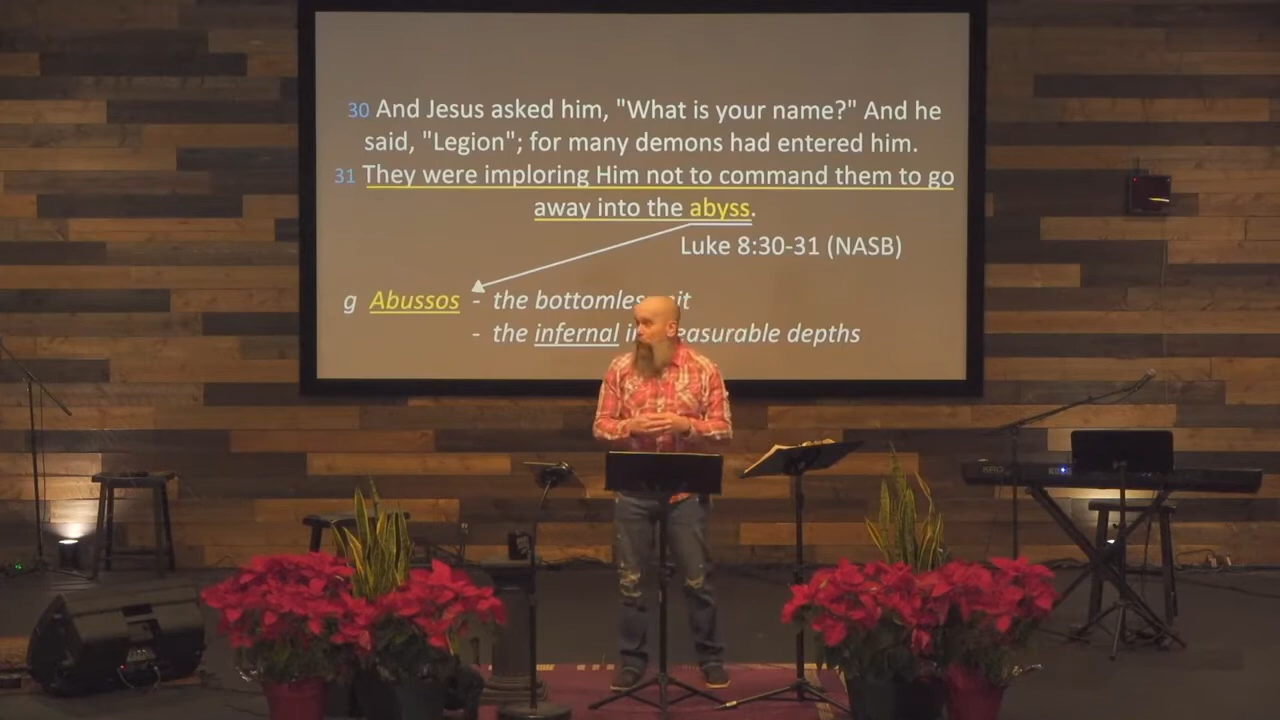 30 And Jesus asked him, "What is your name?" And he
said, "Legion"; for many demons had entered him.
31 They were imploring Him not to command them to go
away into the abyss.
Luke 8:30-31 (NASB)
g Abussos - the bottomles it
- the infernal i easurable depths